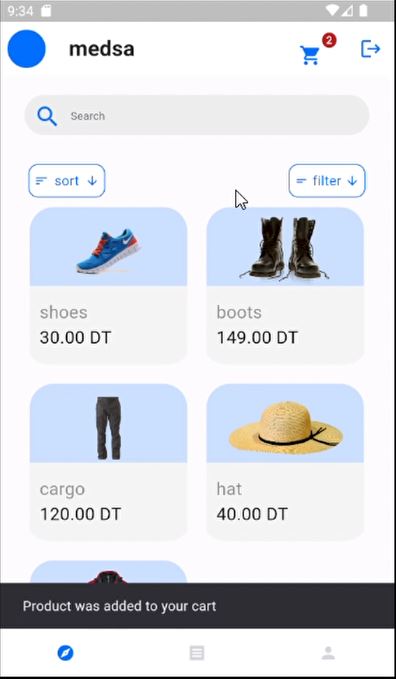 9:34
medsa
2
Search
sort
filter
shoes
30.00 DT
boots
149.00 DT
cargo
120.00 DT
hat
40.00 DT
Product was added to your cart